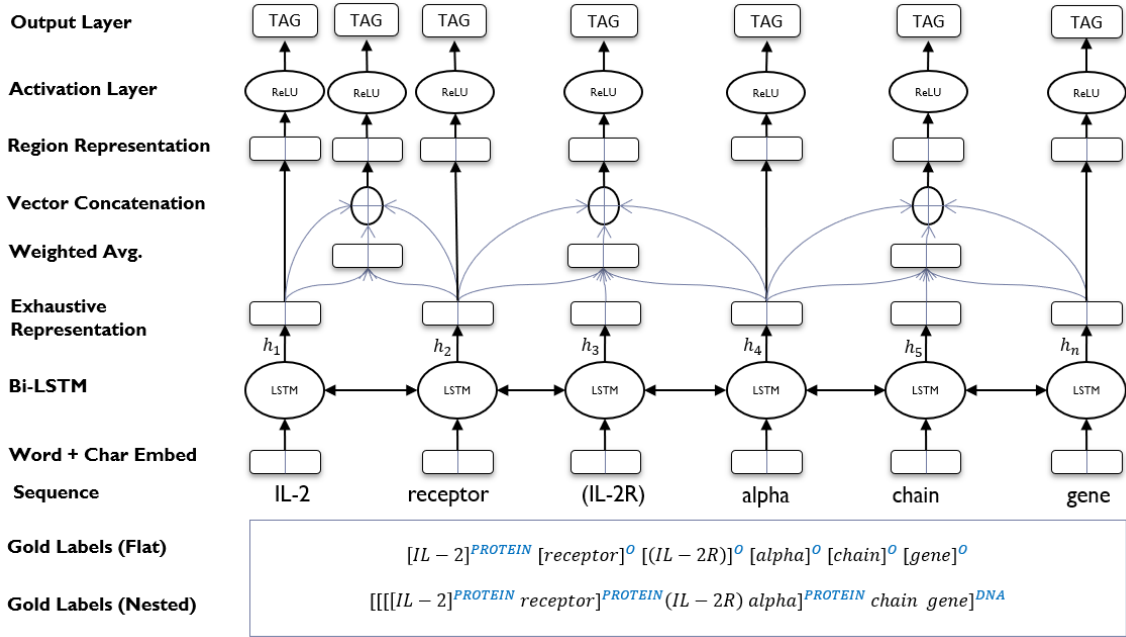 Output Layer TAG TAG TAG TAG TAG TAG TAG
Activation Layer ReLU ReLU ReLU ReLU ReLU ReLU ReLU
Region Representation
Vector Concatenation
Weighted Avg.
Exhaustive
Representation
h1 h2 h3 h4 h5 hn
Bi-LSTM LSTM LSTM LSTM LSTM LSTM LSTM
Word + Char Embed
Sequence IL-2 receptor (IL-2R) alpha chain gene
Gold Labels (Flat) [IL − 2]PROTEIN [receptor]O [(IL − 2R)]O [alpha]O [chain]O [gene]O
Gold Labels (Nested) [[[[IL − 2]PROTEIN receptor]PROTEIN(IL − 2R) alpha]PROTEIN chain gene]DNA